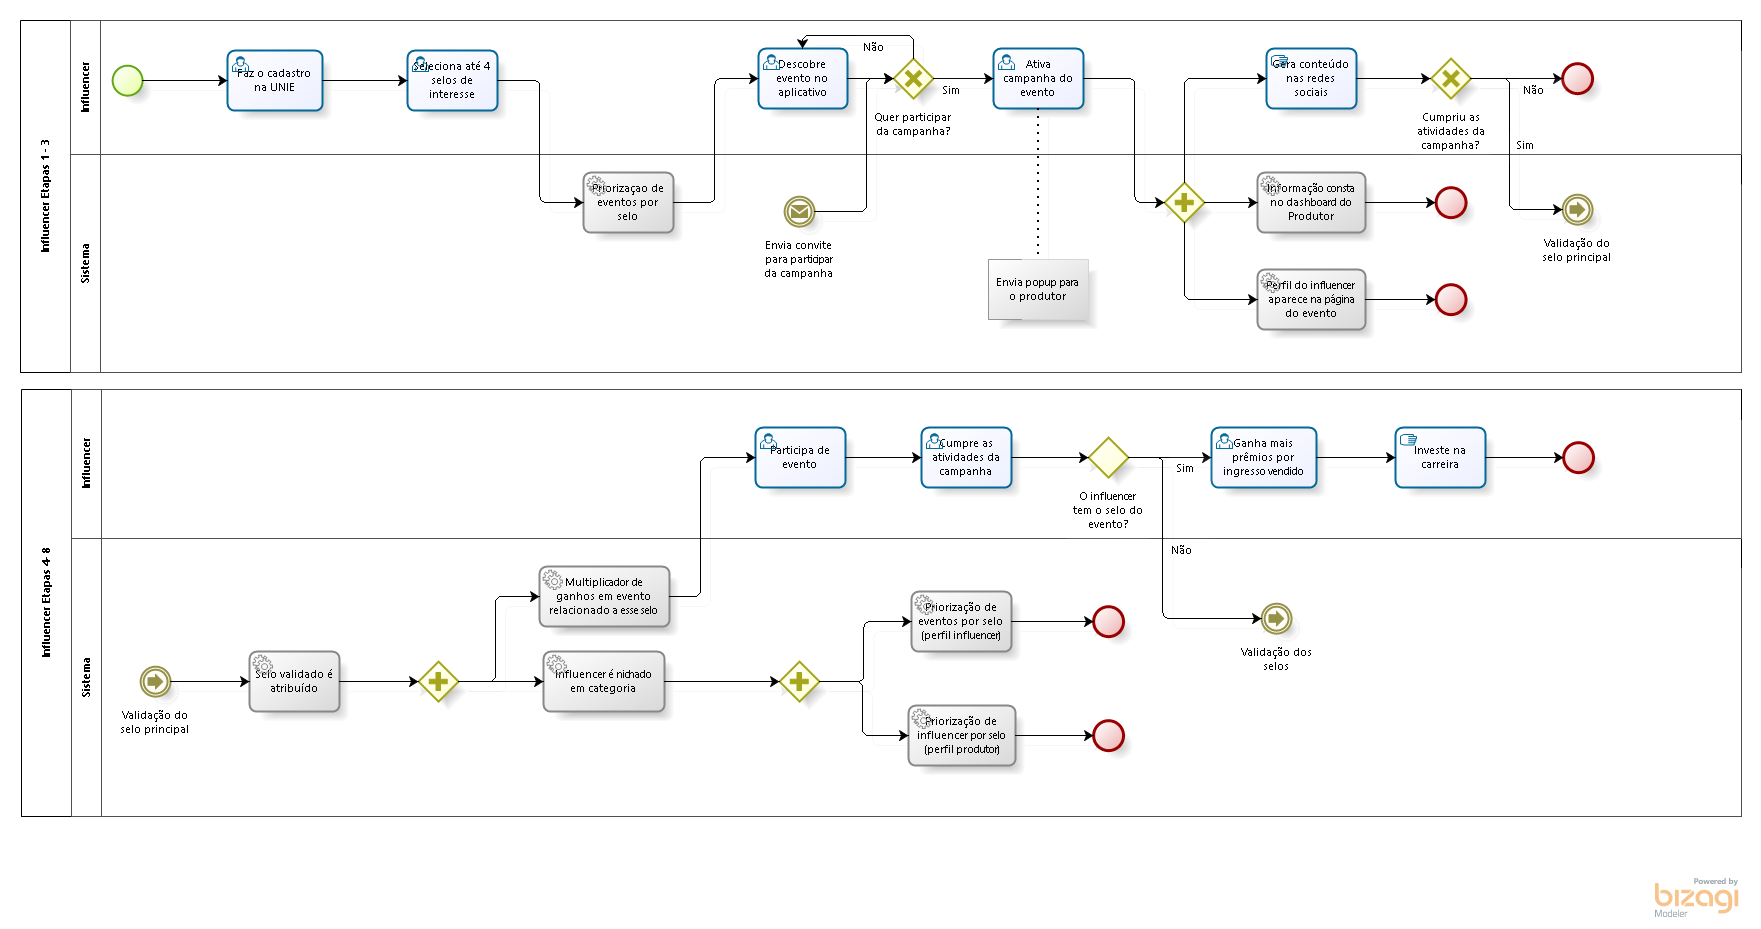 Influencer Etapas 1 - 3
Influencer
Sistema
Faz o cadastro
na UNIE
Seleciona até 4
selos de
interesse
Priorizaçao de
eventos por
selo
Descobre
evento no
aplicativo
Não
Quer participar
da campanha?
Sim
Envia convite
para participar
da campanha
Ativa
campanha do
evento
Envia popup para
o produtor
Gera conteúdo
nas redes
sociais
Cumpriu as
atividades da
campanha?
Não
Sim
Informação consta
no dashboard do
Produtor
Validação do
selo principal
Perfil do influencer
aparece na página
do evento
Influencer Etapas 4- 8
Influencer
Sistema
Participa de
evento
Cumpre as
atividades da
campanha
O influencer
tem o selo do
evento?
Sim
Não
Ganha mais
prêmios por
ingresso vendido
Investe na
carreira
Multiplicador de
ganhos em evento
relacionado a esse selo
Priorização de
eventos por selo
(perfil influencer)
Validação dos
selos
Validação do
selo principal
Selo validado é
atribuído
Influencer é nichado
em categoria
Priorização de
influencer por selo
(perfil produtor)
Powered by
bizagi
Modeler